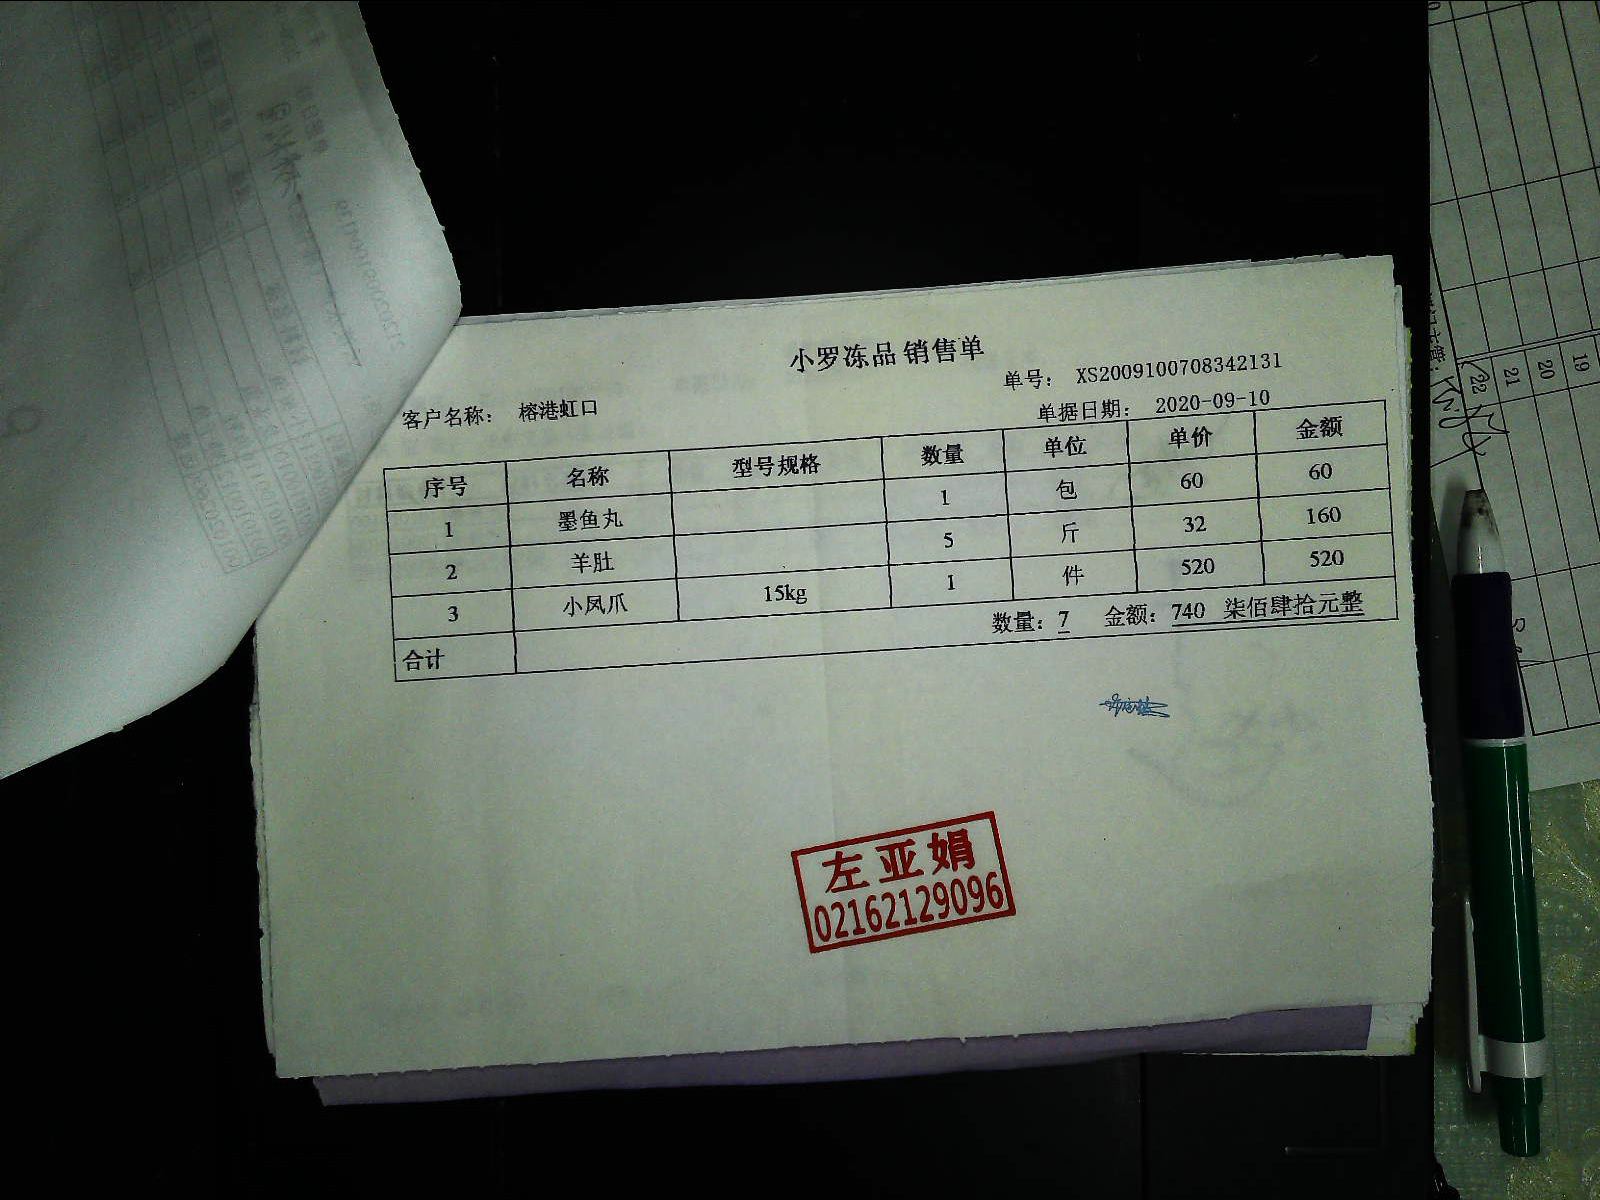 小罗冻品 销售单
单号： XS2009100708342131
客户名称： 榕港虹口
单据日期： 2020-09-10
序号 名称 型号规格 数量 单位 单价 金额
1 墨鱼丸 1 包 60 60
2 羊肚 5 斤 32 160
3 小凤爪 15kg 1 件 520 520
合计 数量：7 金额：740 柒佰肆拾元整
左亚娟
02162129096
19
20
21
22